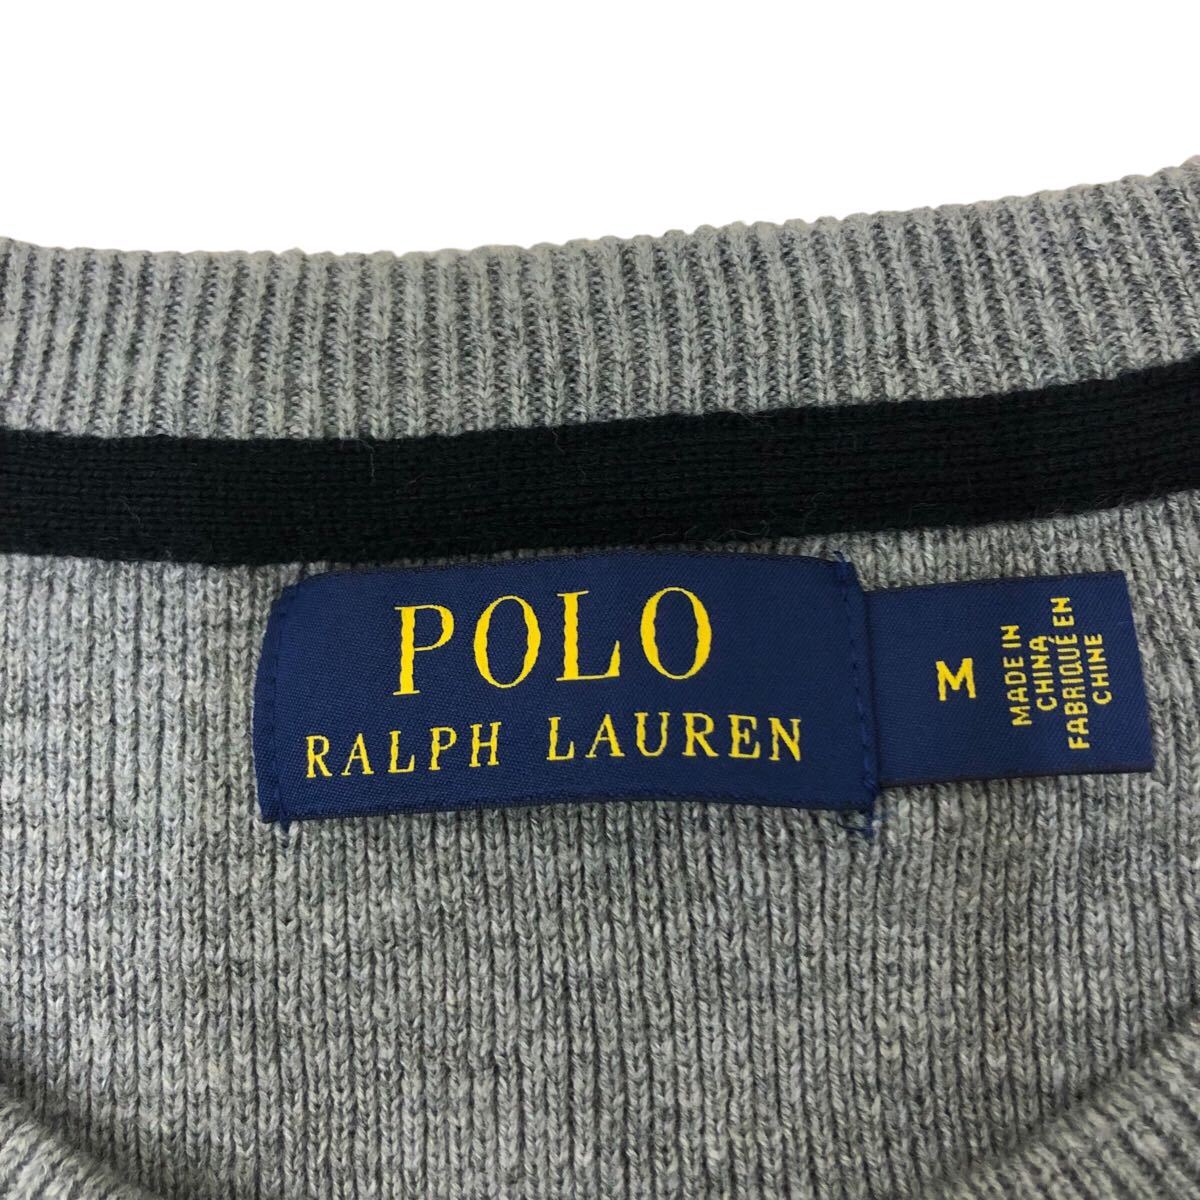 POLO
RALPH LAUREN
M
MADE IN
CHINA
FABRIQUÉ EN
CHINE